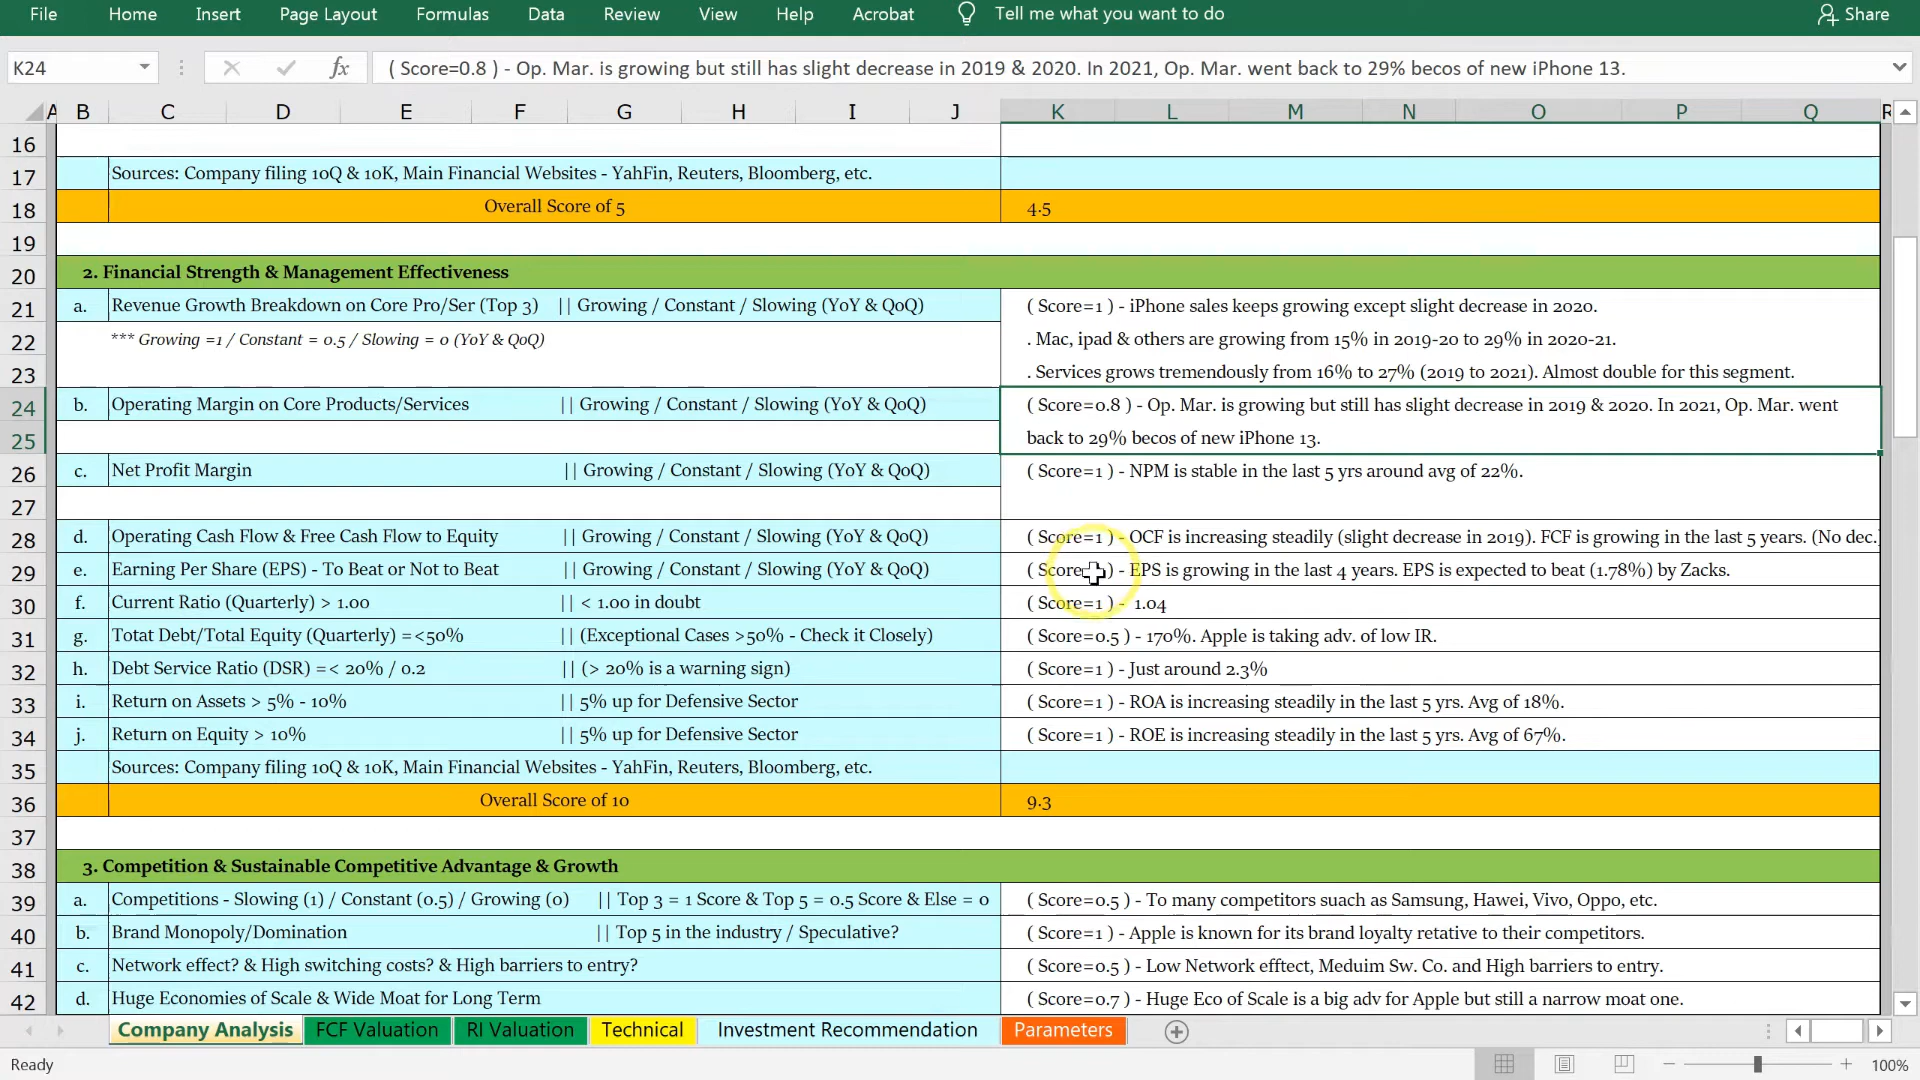 File Home Insert Page Layout Formulas Data Review View Help Acrobat Tell me what you want to do Share
K24 fx ( Score=0.8 ) - Op. Mar. is growing but still has slight decrease in 2019 & 2020. In 2021, Op. Mar. went back to 29% becos of new iPhone 13.
A B C D E F G H I J K L M N O P Q R
16
17 Sources: Company filing 10Q & 10K, Main Financial Websites - YahFin, Reuters, Bloomberg, etc.
18 Overall Score of 5 4.5
19
20 2. Financial Strength & Management Effectiveness
21 a. Revenue Growth Breakdown on Core Pro/Ser (Top 3) || Growing / Constant / Slowing (YoY & QoQ) ( Score=1 ) - iPhone sales keeps growing except slight decrease in 2020.
22 *** Growing =1 / Constant = 0.5 / Slowing = 0 (YoY & QoQ) . Mac, ipad & others are growing from 15% in 2019-20 to 29% in 2020-21.
23 . Services grows tremendously from 16% to 27% (2019 to 2021). Almost double for this segment.
24 b. Operating Margin on Core Products/Services || Growing / Constant / Slowing (YoY & QoQ) ( Score=0.8 ) - Op. Mar. is growing but still has slight decrease in 2019 & 2020. In 2021, Op. Mar. went
25 back to 29% becos of new iPhone 13.
26 c. Net Profit Margin || Growing / Constant / Slowing (YoY & QoQ) ( Score=1 ) - NPM is stable in the last 5 yrs around avg of 22%.
27
28 d. Operating Cash Flow & Free Cash Flow to Equity || Growing / Constant / Slowing (YoY & QoQ) ( Score=1 ) - OCF is increasing steadily (slight decrease in 2019). FCF is growing in the last 5 years. (No dec.)
29 e. Earning Per Share (EPS) - To Beat or Not to Beat || Growing / Constant / Slowing (YoY & QoQ) ( Score= ) - EPS is growing in the last 4 years. EPS is expected to beat (1.78%) by Zacks.
30 f. Current Ratio (Quarterly) > 1.00 || < 1.00 in doubt ( Score=1 ) - 1.04
31 g. Totat Debt/Total Equity (Quarterly) =<50% || (Exceptional Cases >50% - Check it Closely) ( Score=0.5 ) - 170%. Apple is taking adv. of low IR.
32 h. Debt Service Ratio (DSR) =< 20% / 0.2 || (> 20% is a warning sign) ( Score=1 ) - Just around 2.3%
33 i. Return on Assets > 5% - 10% || 5% up for Defensive Sector ( Score=1 ) - ROA is increasing steadily in the last 5 yrs. Avg of 18%.
34 j. Return on Equity > 10% || 5% up for Defensive Sector ( Score=1 ) - ROE is increasing steadily in the last 5 yrs. Avg of 67%.
35 Sources: Company filing 10Q & 10K, Main Financial Websites - YahFin, Reuters, Bloomberg, etc.
36 Overall Score of 10 9.3
37
38 3. Competition & Sustainable Competitive Advantage & Growth
39 a. Competitions - Slowing (1) / Constant (0.5) / Growing (0) || Top 3 = 1 Score & Top 5 = 0.5 Score & Else = 0 ( Score=0.5 ) - To many competitors suach as Samsung, Hawei, Vivo, Oppo, etc.
40 b. Brand Monopoly/Domination || Top 5 in the industry / Speculative? ( Score=1 ) - Apple is known for its brand loyalty relative to their competitors.
41 c. Network effect? & High switching costs? & High barriers to entry? ( Score=0.5 ) - Low Network efftect, Meduim Sw. Co. and High barriers to entry.
42 d. Huge Economies of Scale & Wide Moat for Long Term ( Score=0.7 ) - Huge Eco of Scale is a big adv for Apple but still a narrow moat one.
Company Analysis FCF Valuation RI Valuation Technical Investment Recommendation Parameters
Ready 100%